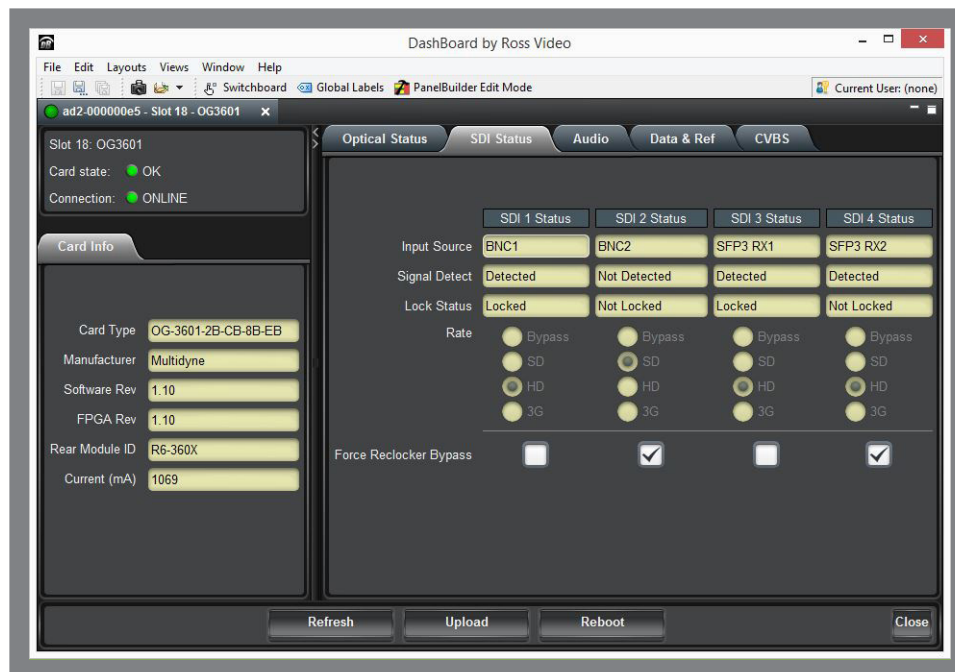 DashBoard by Ross Video
File Edit Layouts Views Window Help
Switchboard Global Labels PanelBuilder Edit Mode Current User: (none)
ad2-000000e5 - Slot 18 - OG3601
Slot 18: OG3601
Card state: OK
Connection: ONLINE
Card Info
Card Type OG-3601-2B-CB-8B-EB
Manufacturer Multidyne
Software Rev 1.10
FPGA Rev 1.10
Rear Module ID R6-360X
Current (mA) 1069
Optical Status SDI Status Audio Data & Ref CVBS
SDI 1 Status SDI 2 Status SDI 3 Status SDI 4 Status
Input Source BNC1 BNC2 SFP3 RX1 SFP3 RX2
Signal Detect Detected Not Detected Detected Detected
Lock Status Locked Not Locked Locked Not Locked
Rate Bypass Bypass Bypass Bypass
SD SD SD SD
HD HD HD HD
3G 3G 3G 3G
Force Reclocker Bypass
Refresh Upload Reboot Close